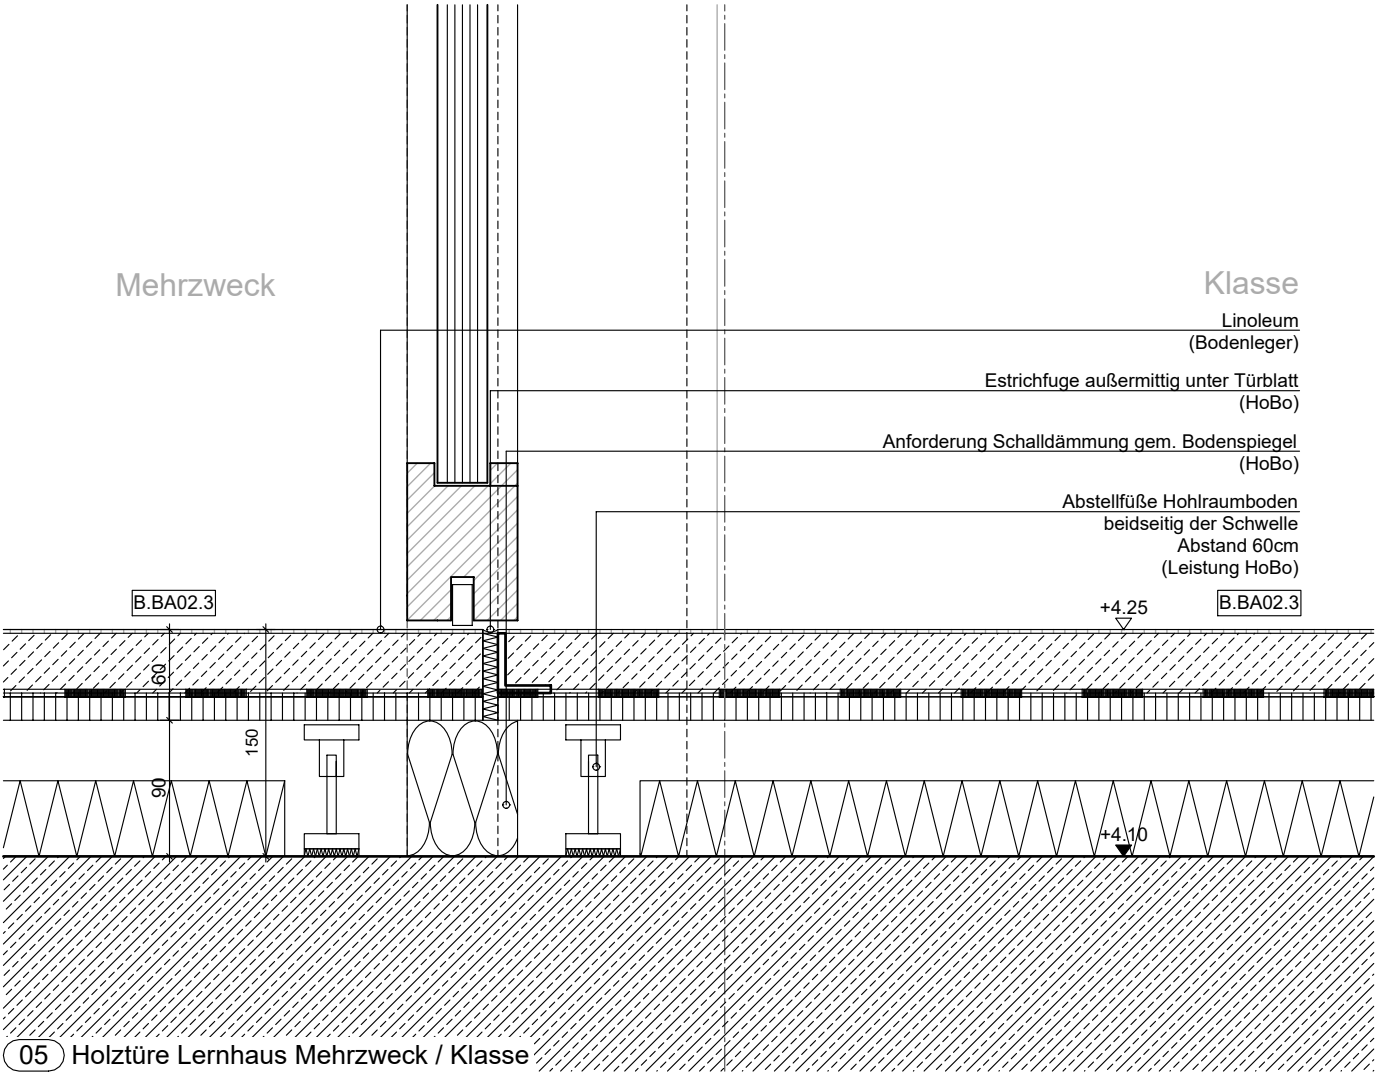 Mehrzweck
Klasse
Linoleum
(Bodenleger)
Estrichfuge außermittig unter Türblatt
(HoBo)
Anforderung Schalldämmung gem. Bodenspiegel
(HoBo)
Abstellfüße Hohlraumboden
beidseitig der Schwelle
Abstand 60cm
(Leistung HoBo)
B.BA02.3
+4.25
B.BA02.3
60
150
90
+4.10
05 Holztüre Lernhaus Mehrzweck / Klasse